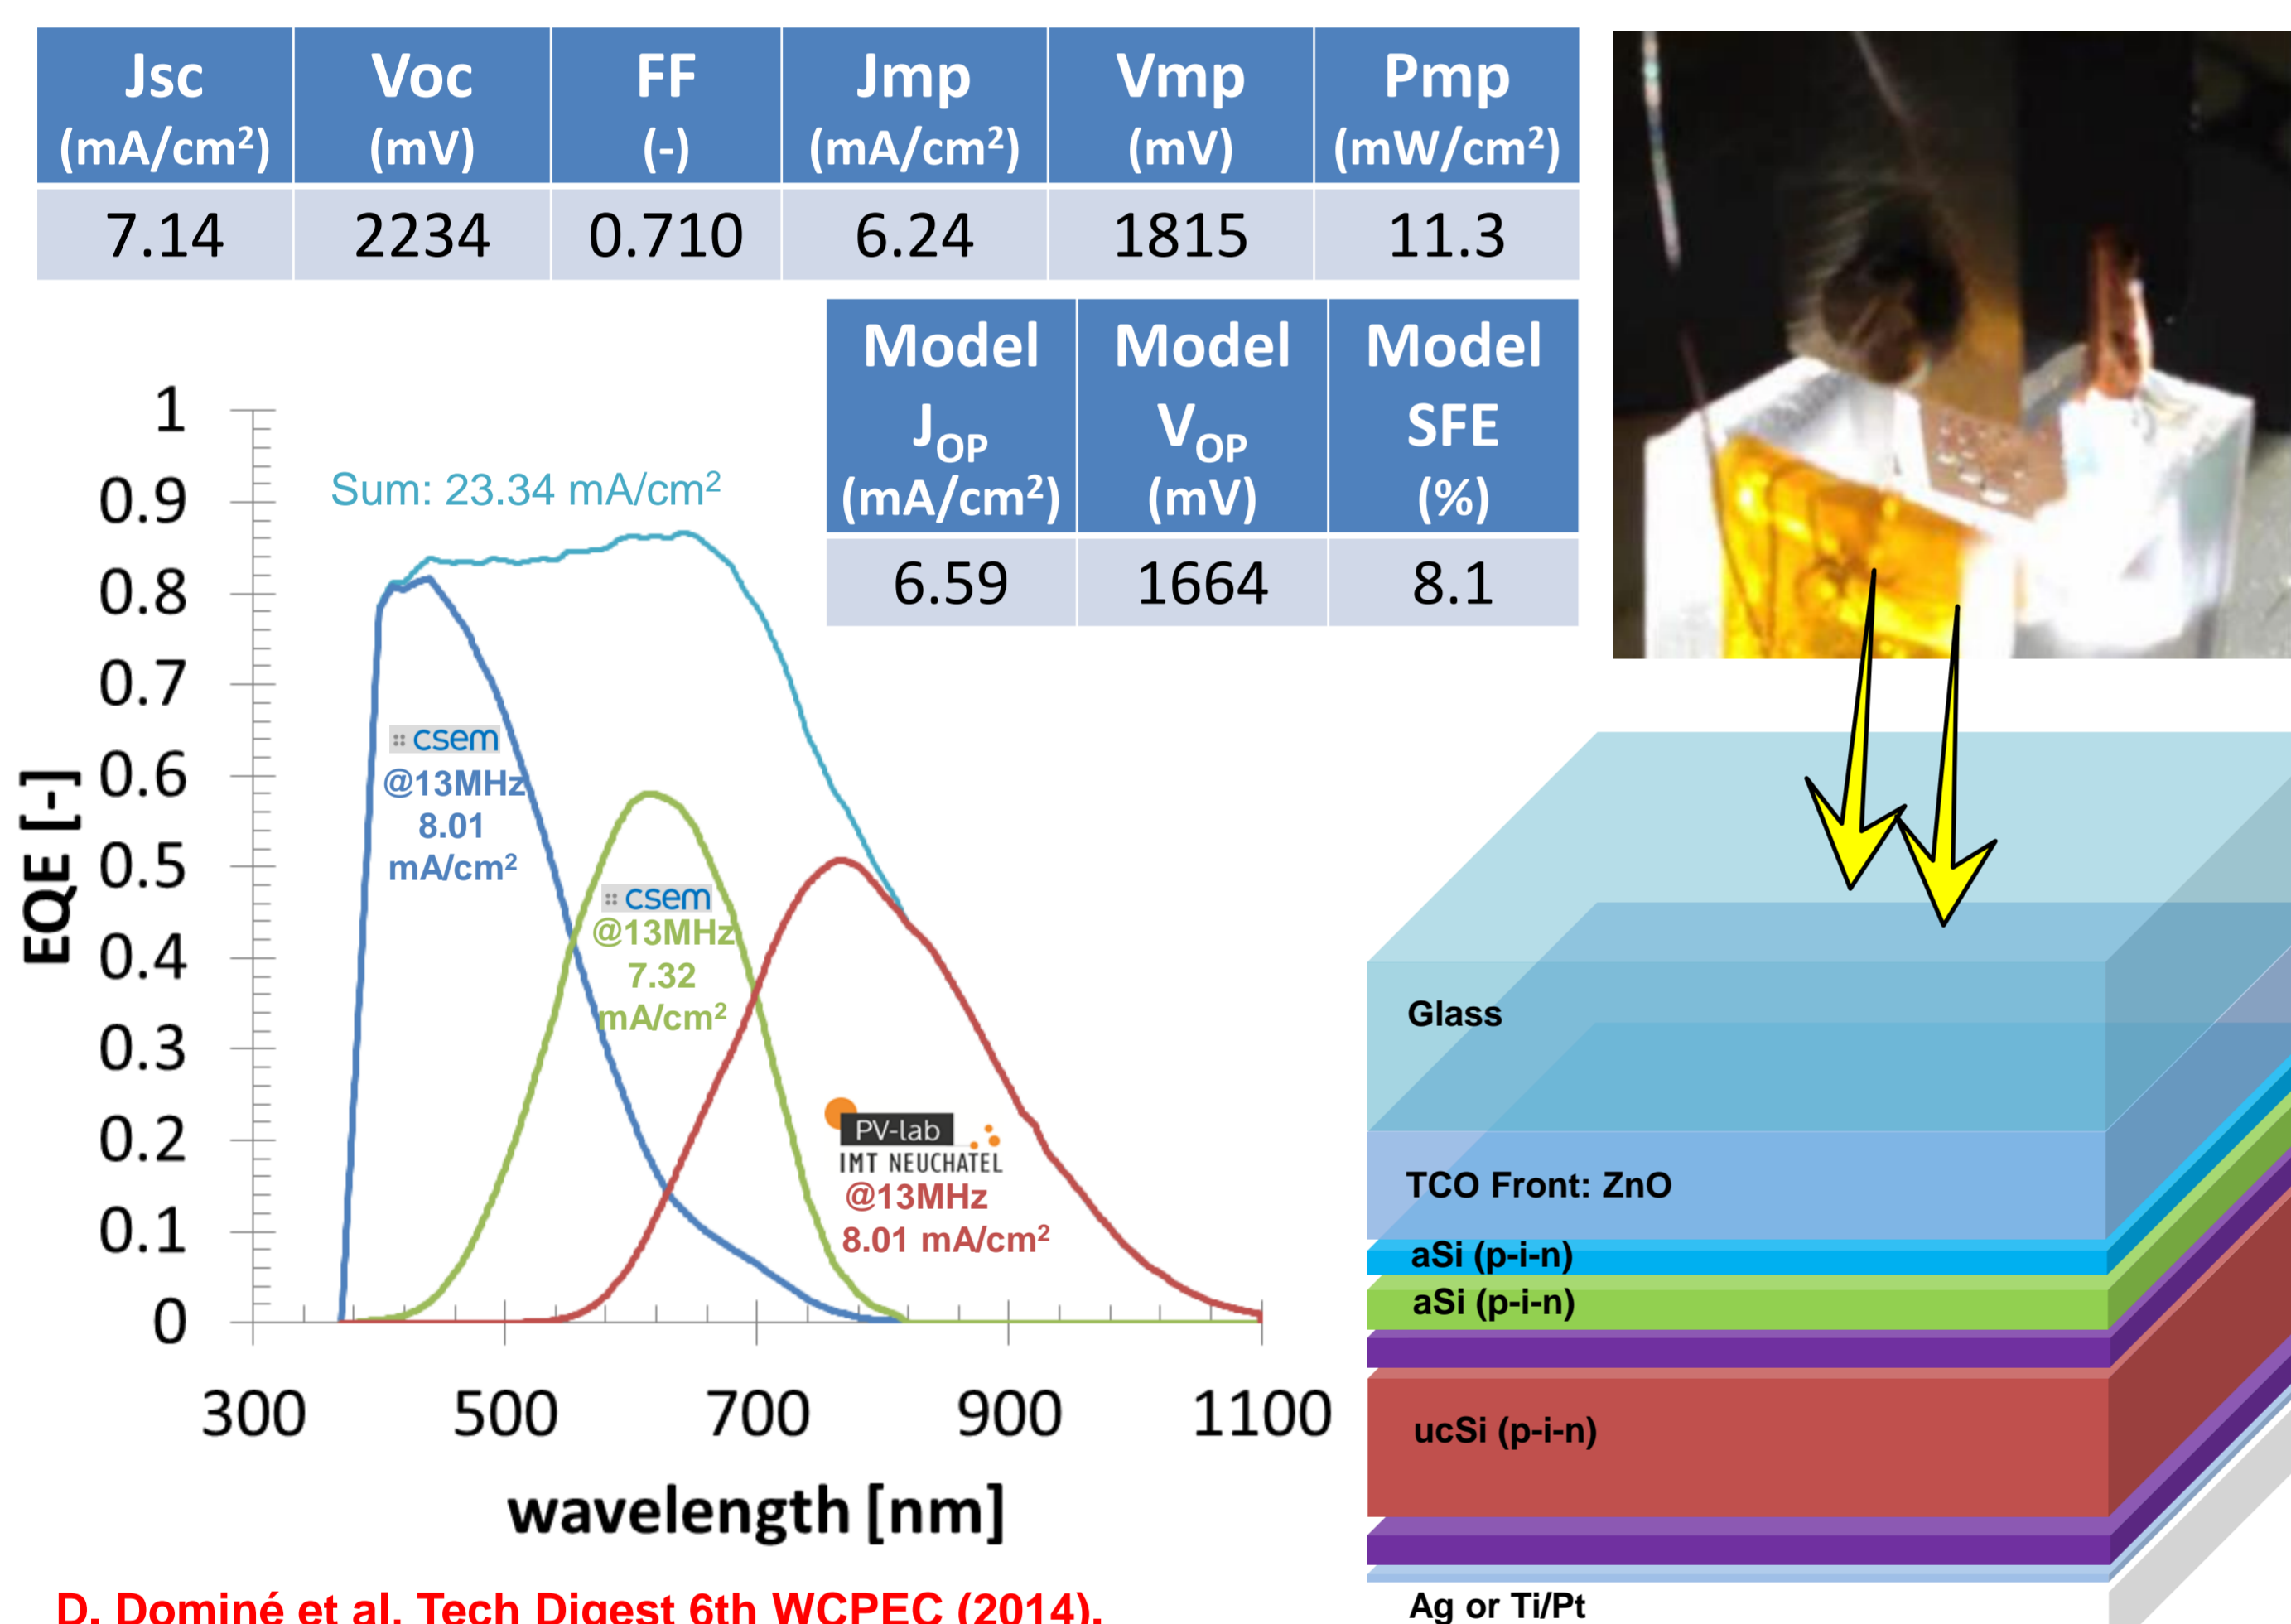 Jsc Voc FF Jmp Vmp Pmp
(mA/cm²) (mV) (-) (mA/cm²) (mV) (mW/cm²)
7.14 2234 0.710 6.24 1815 11.3
Model Model Model
J_OP V_OP SFE
(mA/cm²) (mV) (%)
6.59 1664 8.1
EQE [-]
1
0.9
0.8
0.7
0.6
0.5
0.4
0.3
0.2
0.1
0
Sum: 23.34 mA/cm²
csem
@13MHz
8.01
mA/cm²
csem
@13MHz
7.32
mA/cm²
PV-lab
IMT NEUCHATEL
@13MHz
8.01 mA/cm²
300 500 700 900 1100
wavelength [nm]
Glass
TCO Front: ZnO
aSi (p-i-n)
aSi (p-i-n)
ucSi (p-i-n)
Ag or Ti/Pt
D. Dominé et al. Tech Digest 6th WCPEC (2014).